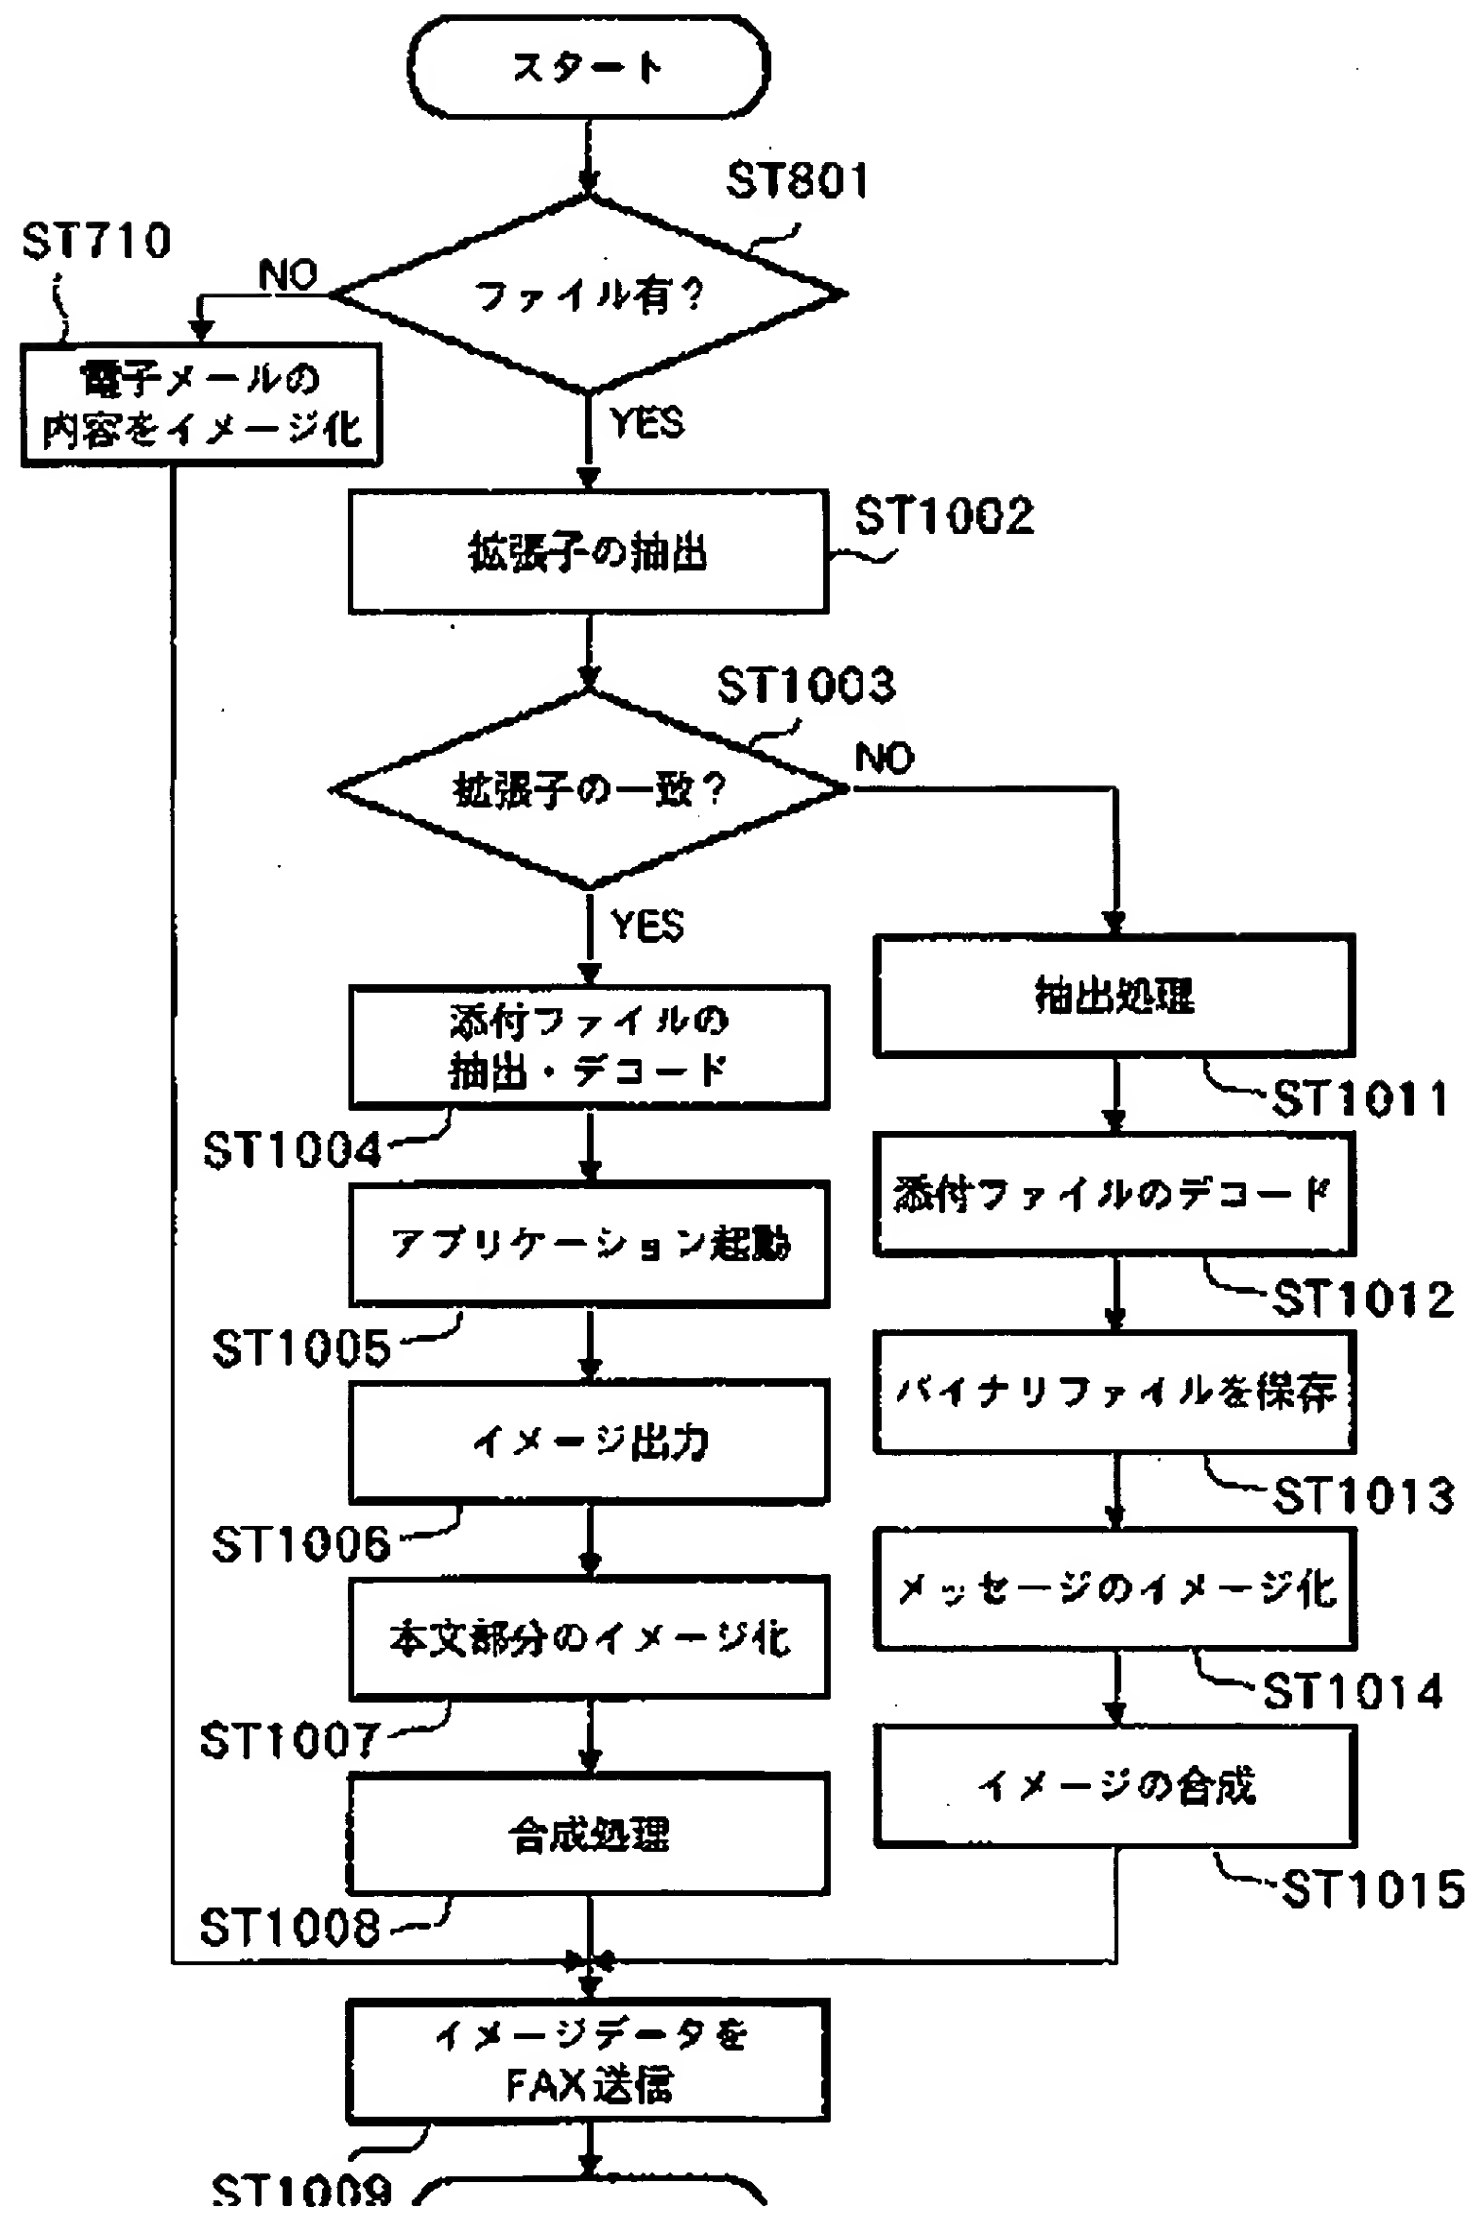 スタート
ST801
ST710
NO
ファイル有?
電子メールの
内容をイメージ化
YES
拡張子の抽出
ST1002
ST1003
拡張子の一致?
NO
YES
抽出処理
ST1011
添付ファイルの
抽出・デコード
ST1004
添付ファイルのデコード
ST1012
アプリケーション起動
ST1005
バイナリファイルを保存
ST1013
イメージ出力
ST1006
メッセージのイメージ化
ST1014
本文部分のイメージ化
ST1007
イメージの合成
ST1015
合成処理
ST1008
イメージデータを
FAX送信
ST1009